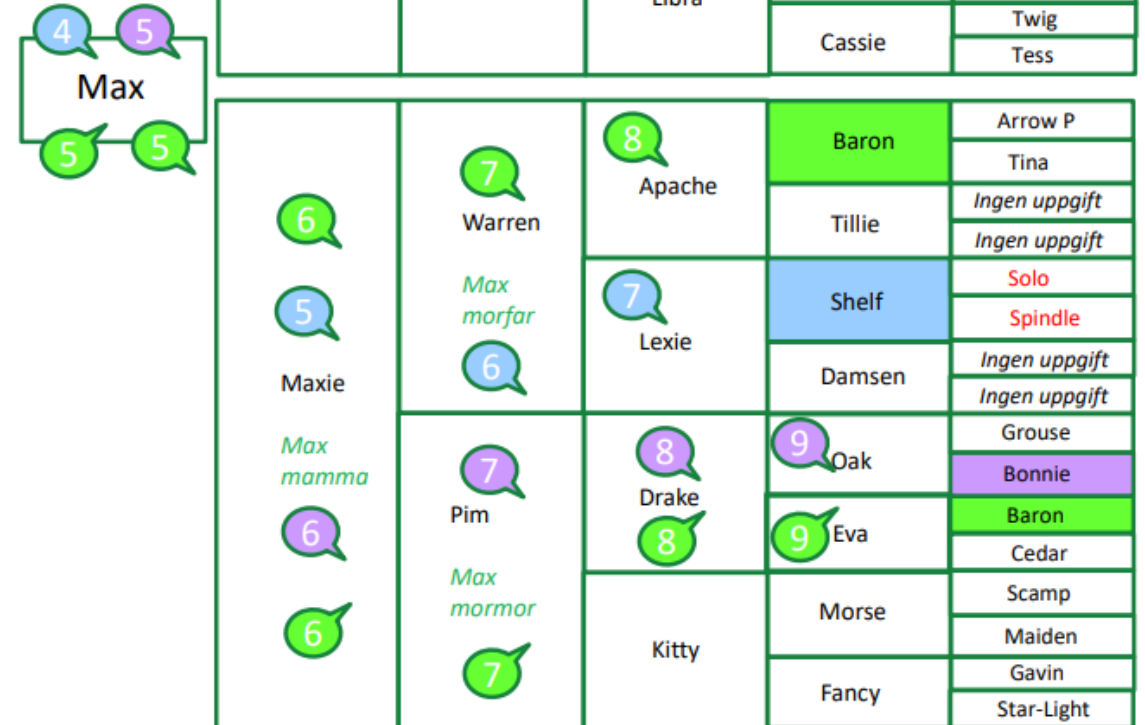 Libra
Cassie
Twig
Tess
4
5
Max
5
5
6
5
Maxie
Max
mamma
6
6
7
Warren
Max
morfar
6
7
Pim
Max
mormor
7
8
Apache
7
Lexie
8
Drake
8
Kitty
Baron
Tillie
Shelf
Damsen
9
Oak
9
Eva
Morse
Fancy
Arrow P
Tina
Ingen uppgift
Ingen uppgift
Solo
Spindle
Ingen uppgift
Ingen uppgift
Grouse
Bonnie
Baron
Cedar
Scamp
Maiden
Gavin
Star-Light